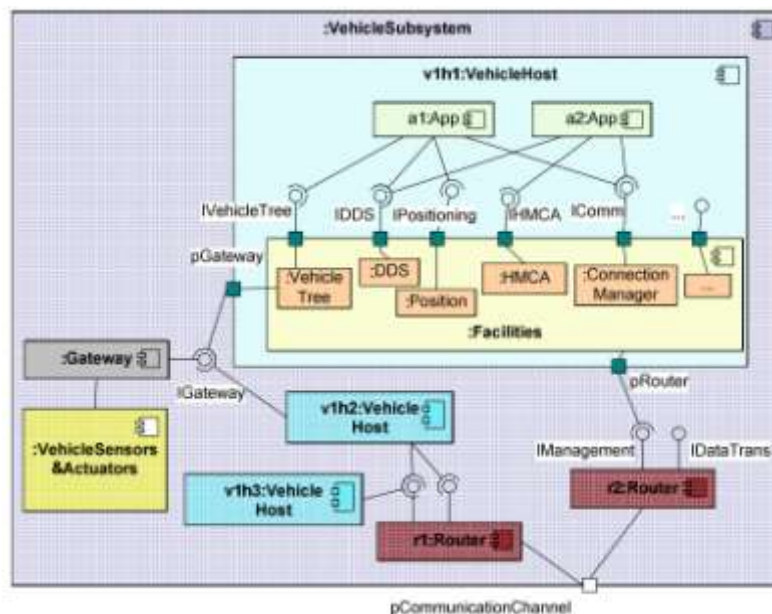 :VehicleSubsystem
v1h1:VehicleHost
a1:App
a2:App
IVehicleTree
IDDS
IPositioning
IHMCA
IComm
...
pGateway
:Vehicle
Tree
:DDS
:Position
:HMCA
:Connection
Manager
...
:Facilities
:Gateway
IGateway
pRouter
:VehicleSensors
&Actuators
v1h2:Vehicle
Host
IManagement
IDataTrans
v1h3:Vehicle
Host
r2:Router
r1:Router
pCommunicationChannel